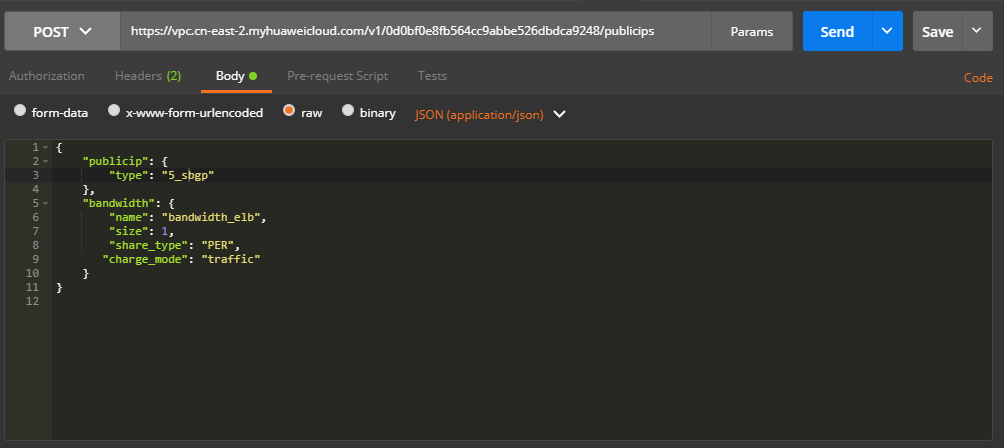 POST https://vpc.cn-east-2.myhuaweicloud.com/v1/0d0bf0e8fb564cc9abbe526dbdca9248/publicips Params Send Save
Authorization Headers (2) Body Pre-request Script Tests Code
form-data x-www-form-urlencoded raw binary JSON (application/json)
1 {
2 "publicip": {
3 "type": "5_sbgp"
4 },
5 "bandwidth": {
6 "name": "bandwidth_elb",
7 "size": 1,
8 "share_type": "PER",
9 "charge_mode": "traffic"
10 }
11 }
12